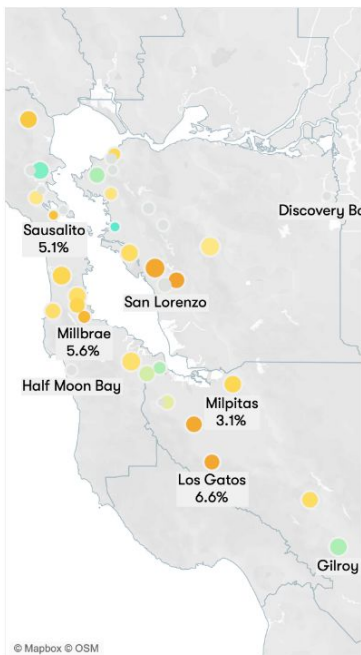 Discovery Ba
Sausalito
5.1%
San Lorenzo
Millbrae
5.6%
Half Moon Bay
Milpitas
3.1%
Los Gatos
6.6%
Gilroy
© Mapbox © OSM